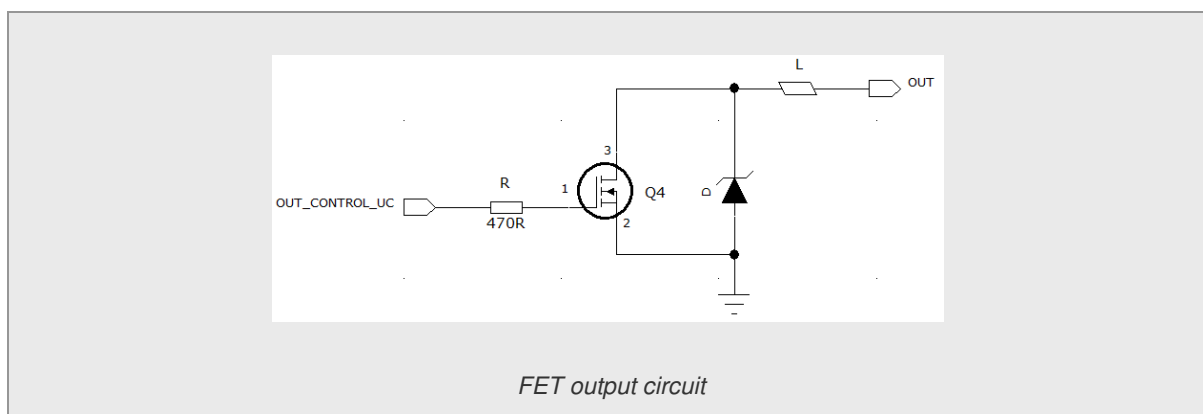 L
OUT
3
R
1
Q4
D
OUT_CONTROL_UC
470R
2
FET output circuit